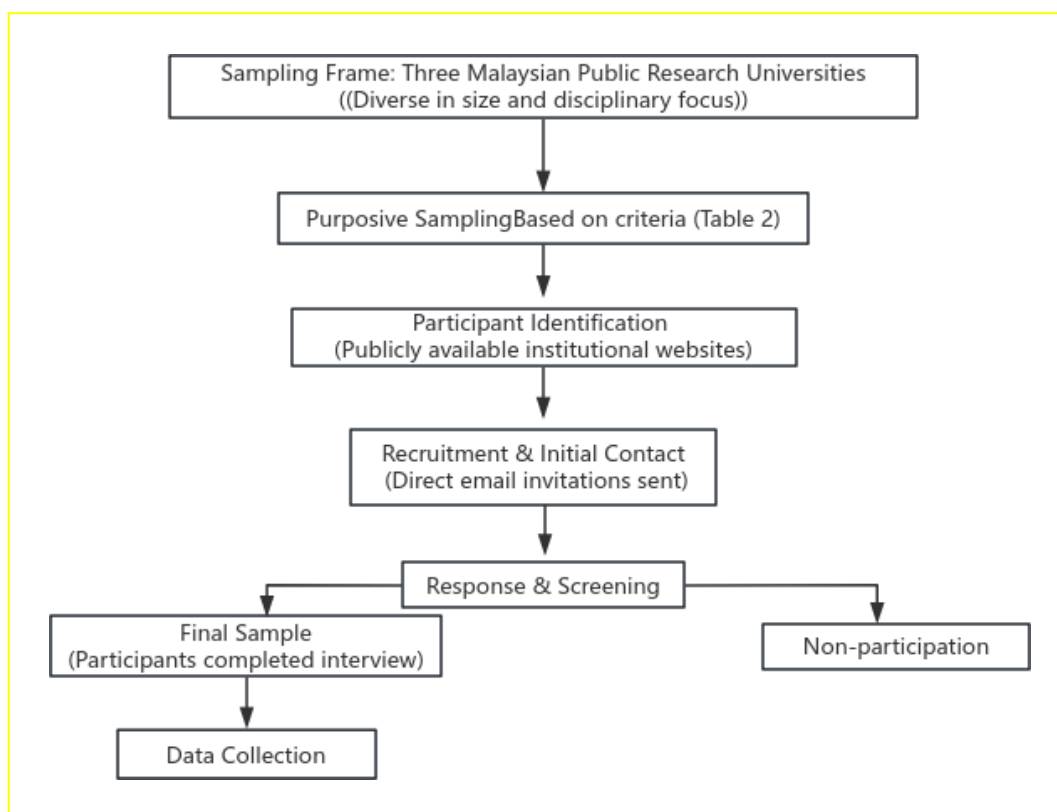 Sampling Frame: Three Malaysian Public Research Universities
((Diverse in size and disciplinary focus))
Purposive SamplingBased on criteria (Table 2)
Participant Identification
(Publicly available institutional websites)
Recruitment & Initial Contact
(Direct email invitations sent)
Response & Screening
Final Sample
(Participants completed interview)
Non-participation
Data Collection